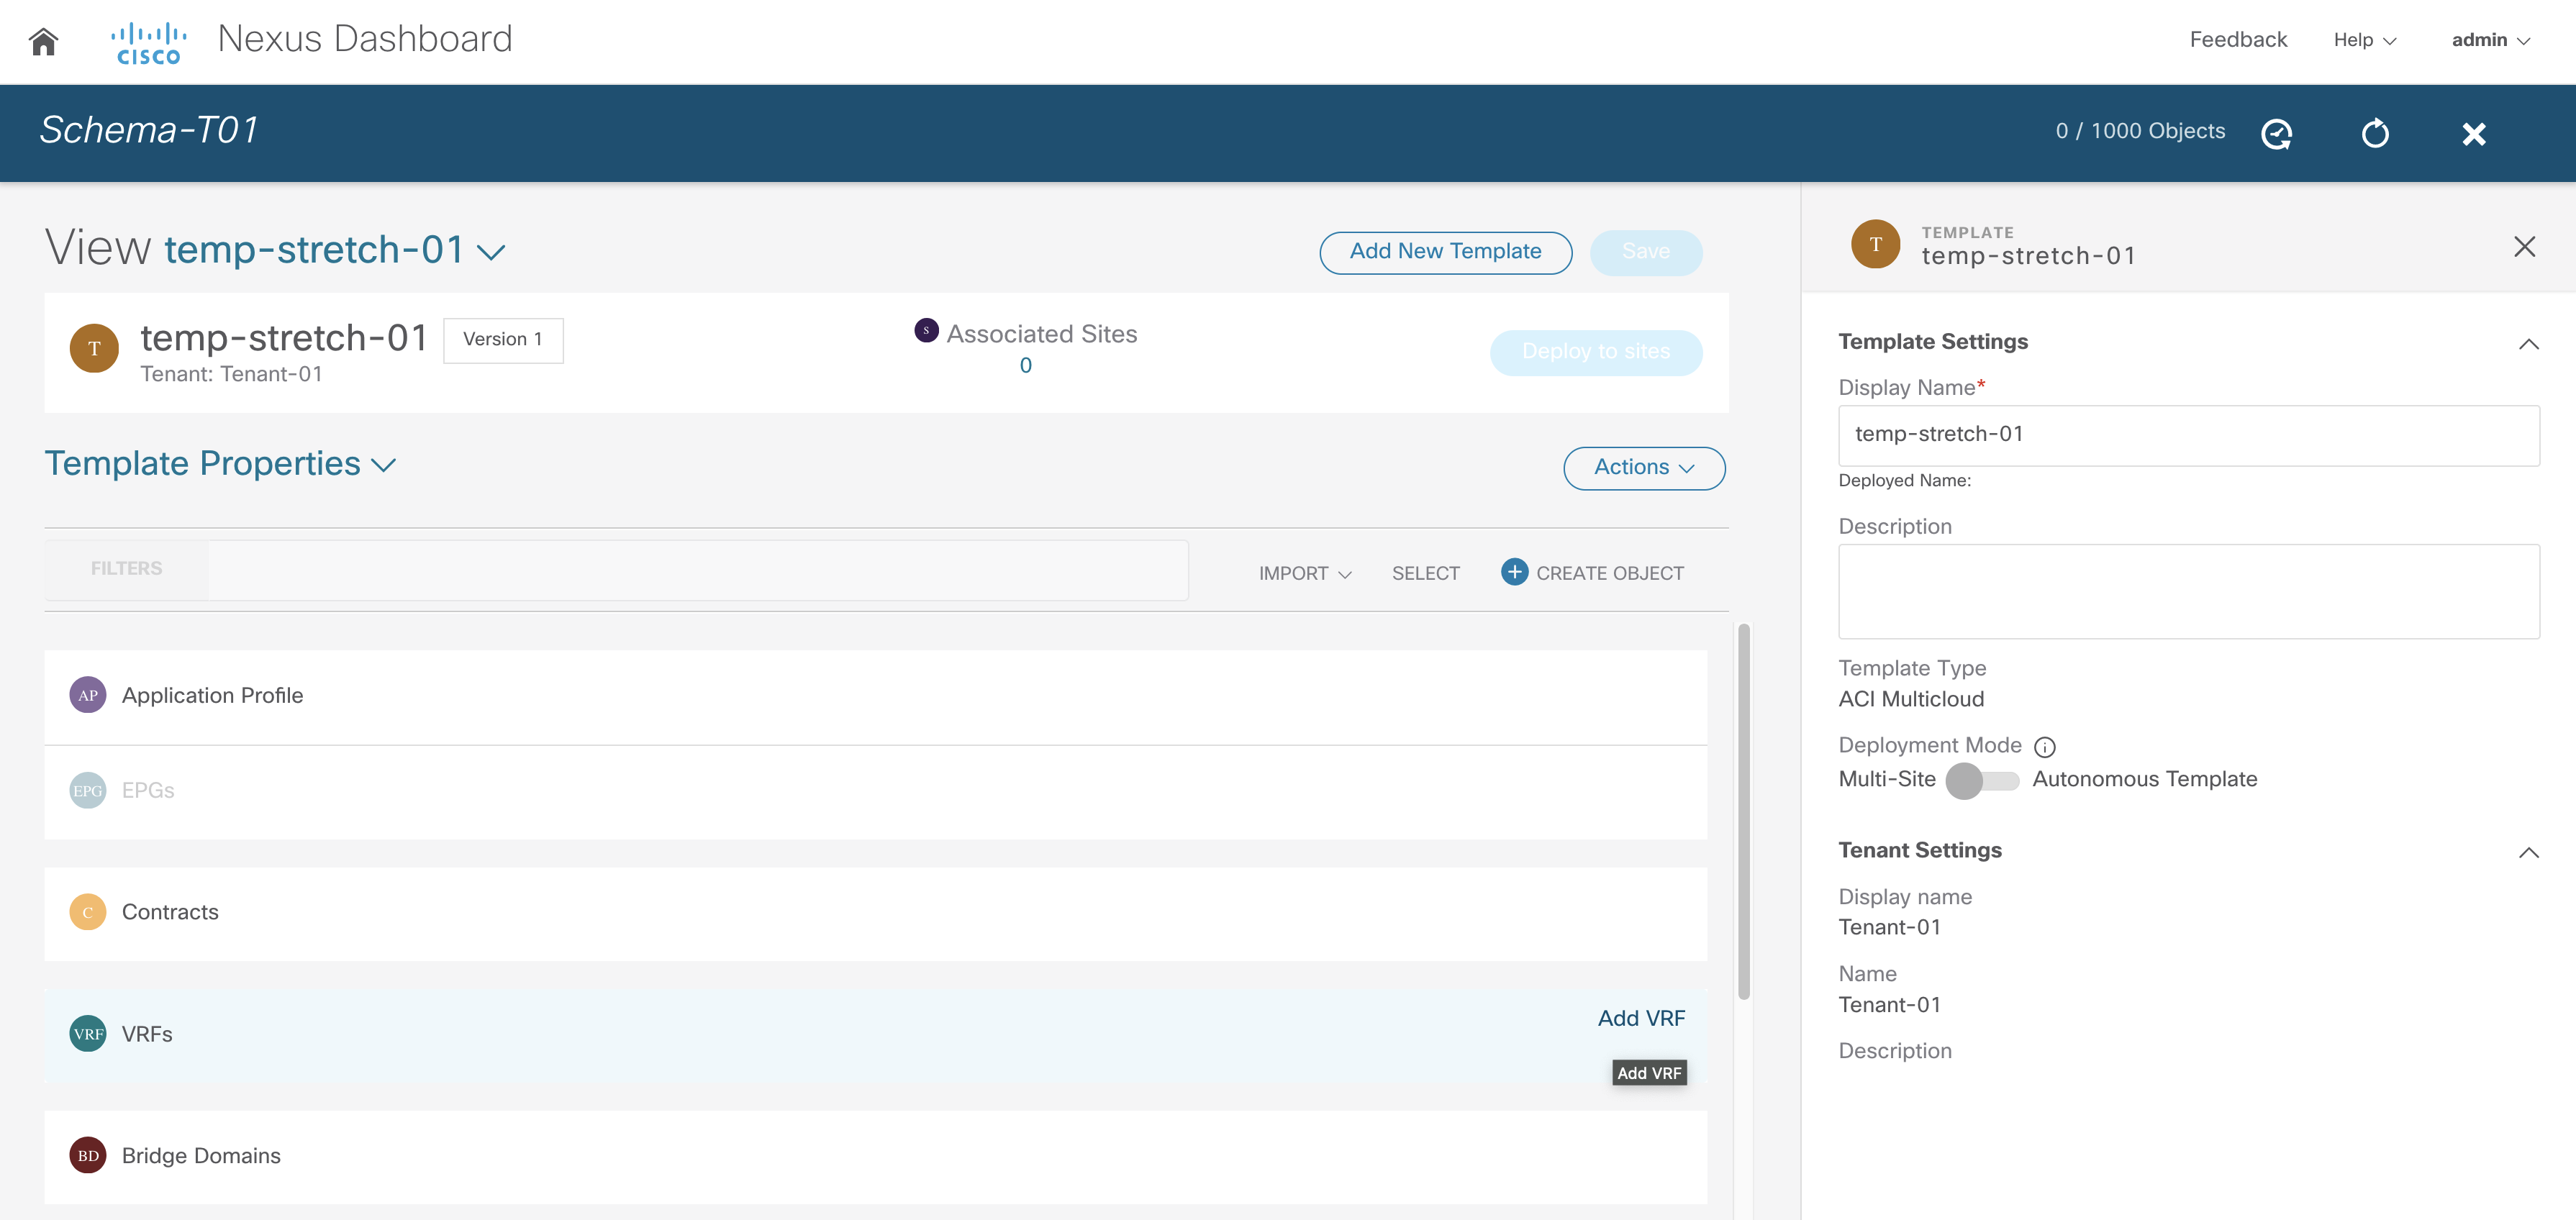 CISCO
Nexus Dashboard
Feedback
Help
admin
Schema-T01
0 / 1000 Objects
View temp-stretch-01
Add New Template
Save
T
temp-stretch-01
Version 1
Tenant: Tenant-01
S
Associated Sites
0
Deploy to sites
Template Properties
Actions
FILTERS
IMPORT
SELECT
CREATE OBJECT
AP
Application Profile
EPG
EPGs
C
Contracts
VRF
VRFs
Add VRF
Add VRF
BD
Bridge Domains
T
TEMPLATE
temp-stretch-01
Template Settings
Display Name*
temp-stretch-01
Deployed Name:
Description
Template Type
ACI Multicloud
Deployment Mode
Multi-Site
Autonomous Template
Tenant Settings
Display name
Tenant-01
Name
Tenant-01
Description